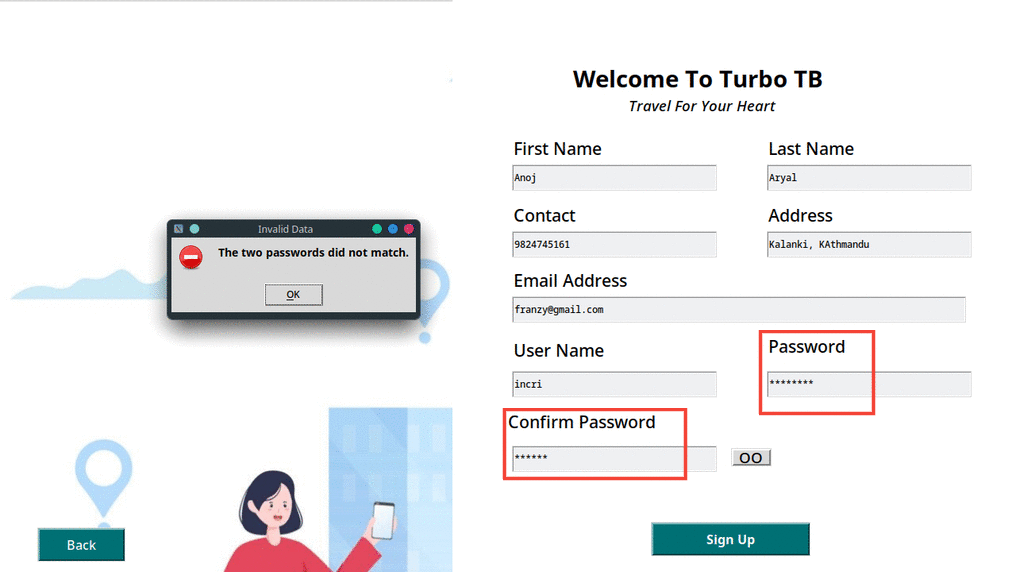 Welcome To Turbo TB
Travel For Your Heart
First Name
Last Name
Anoj
Aryal
Contact
Address
9824745161
Kalanki, KAthmandu
Email Address
franzy@gmail.com
User Name
Password
incri
********
Confirm Password
******
OO
Sign Up
Invalid Data
The two passwords did not match.
OK
Back